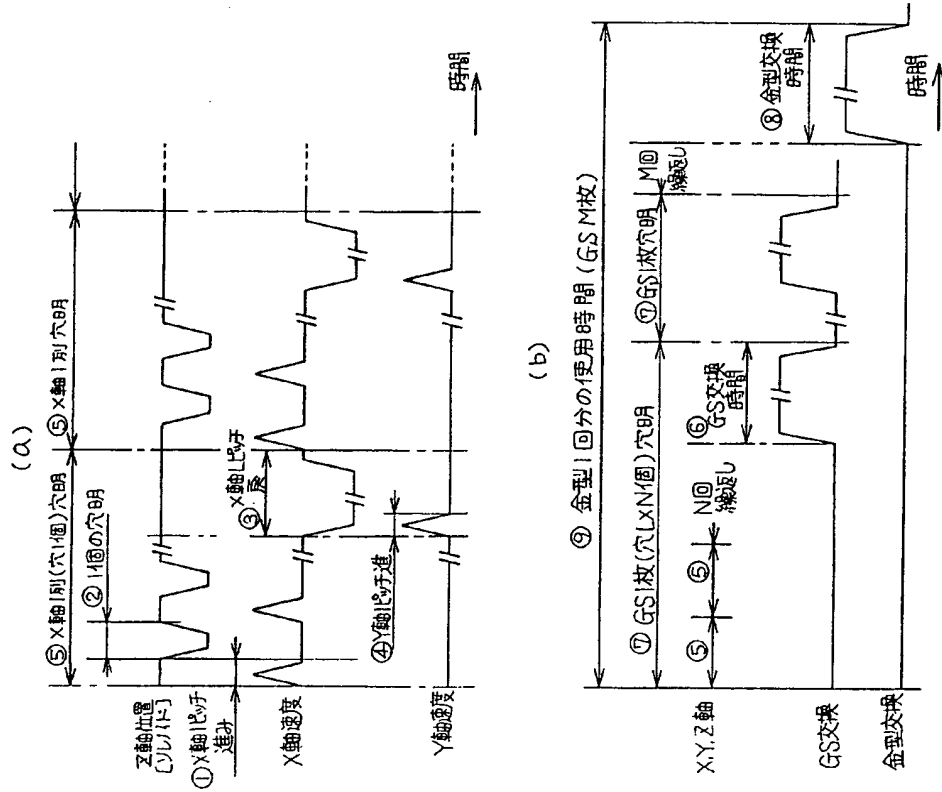 (a)
⑤X軸1列(穴L個)穴明
⑤X軸1列穴明
②1個の穴明
Z軸位置
[ソレノイド]
①X軸1ピッチ
進み
X軸1ピッチ
③戻
X軸速度
④Y軸1ピッチ進
Y軸速度
時間
(b)
⑨金型1回分の使用時間(GS M枚)
⑦GS1枚(穴L×N個)穴明
⑦GS1枚穴明
M回
繰返し
⑧金型交換
時間
X,Y,Z軸
⑤
⑤
N回
繰返し
⑥GS交換
時間
GS交換
金型交換
時間